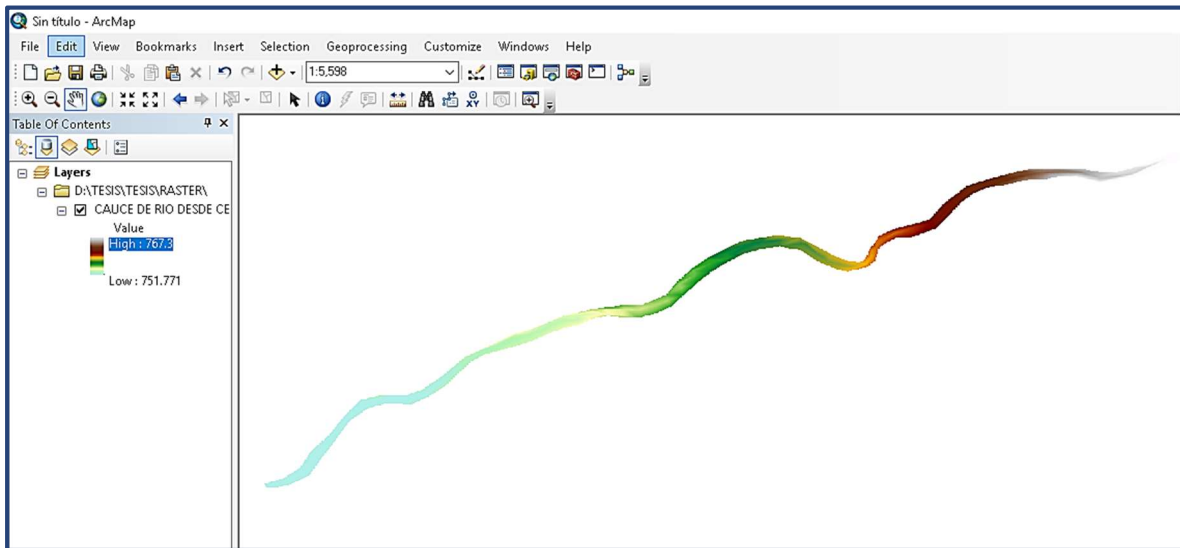 Sin título - ArcMap
File Edit View Bookmarks Insert Selection Geoprocessing Customize Windows Help
1:5,598
Table Of Contents
Layers
D:\TESIS\TESIS\RASTER\
CAUCE DE RIO DESDE CE
Value
High : 767.3
Low : 751.771